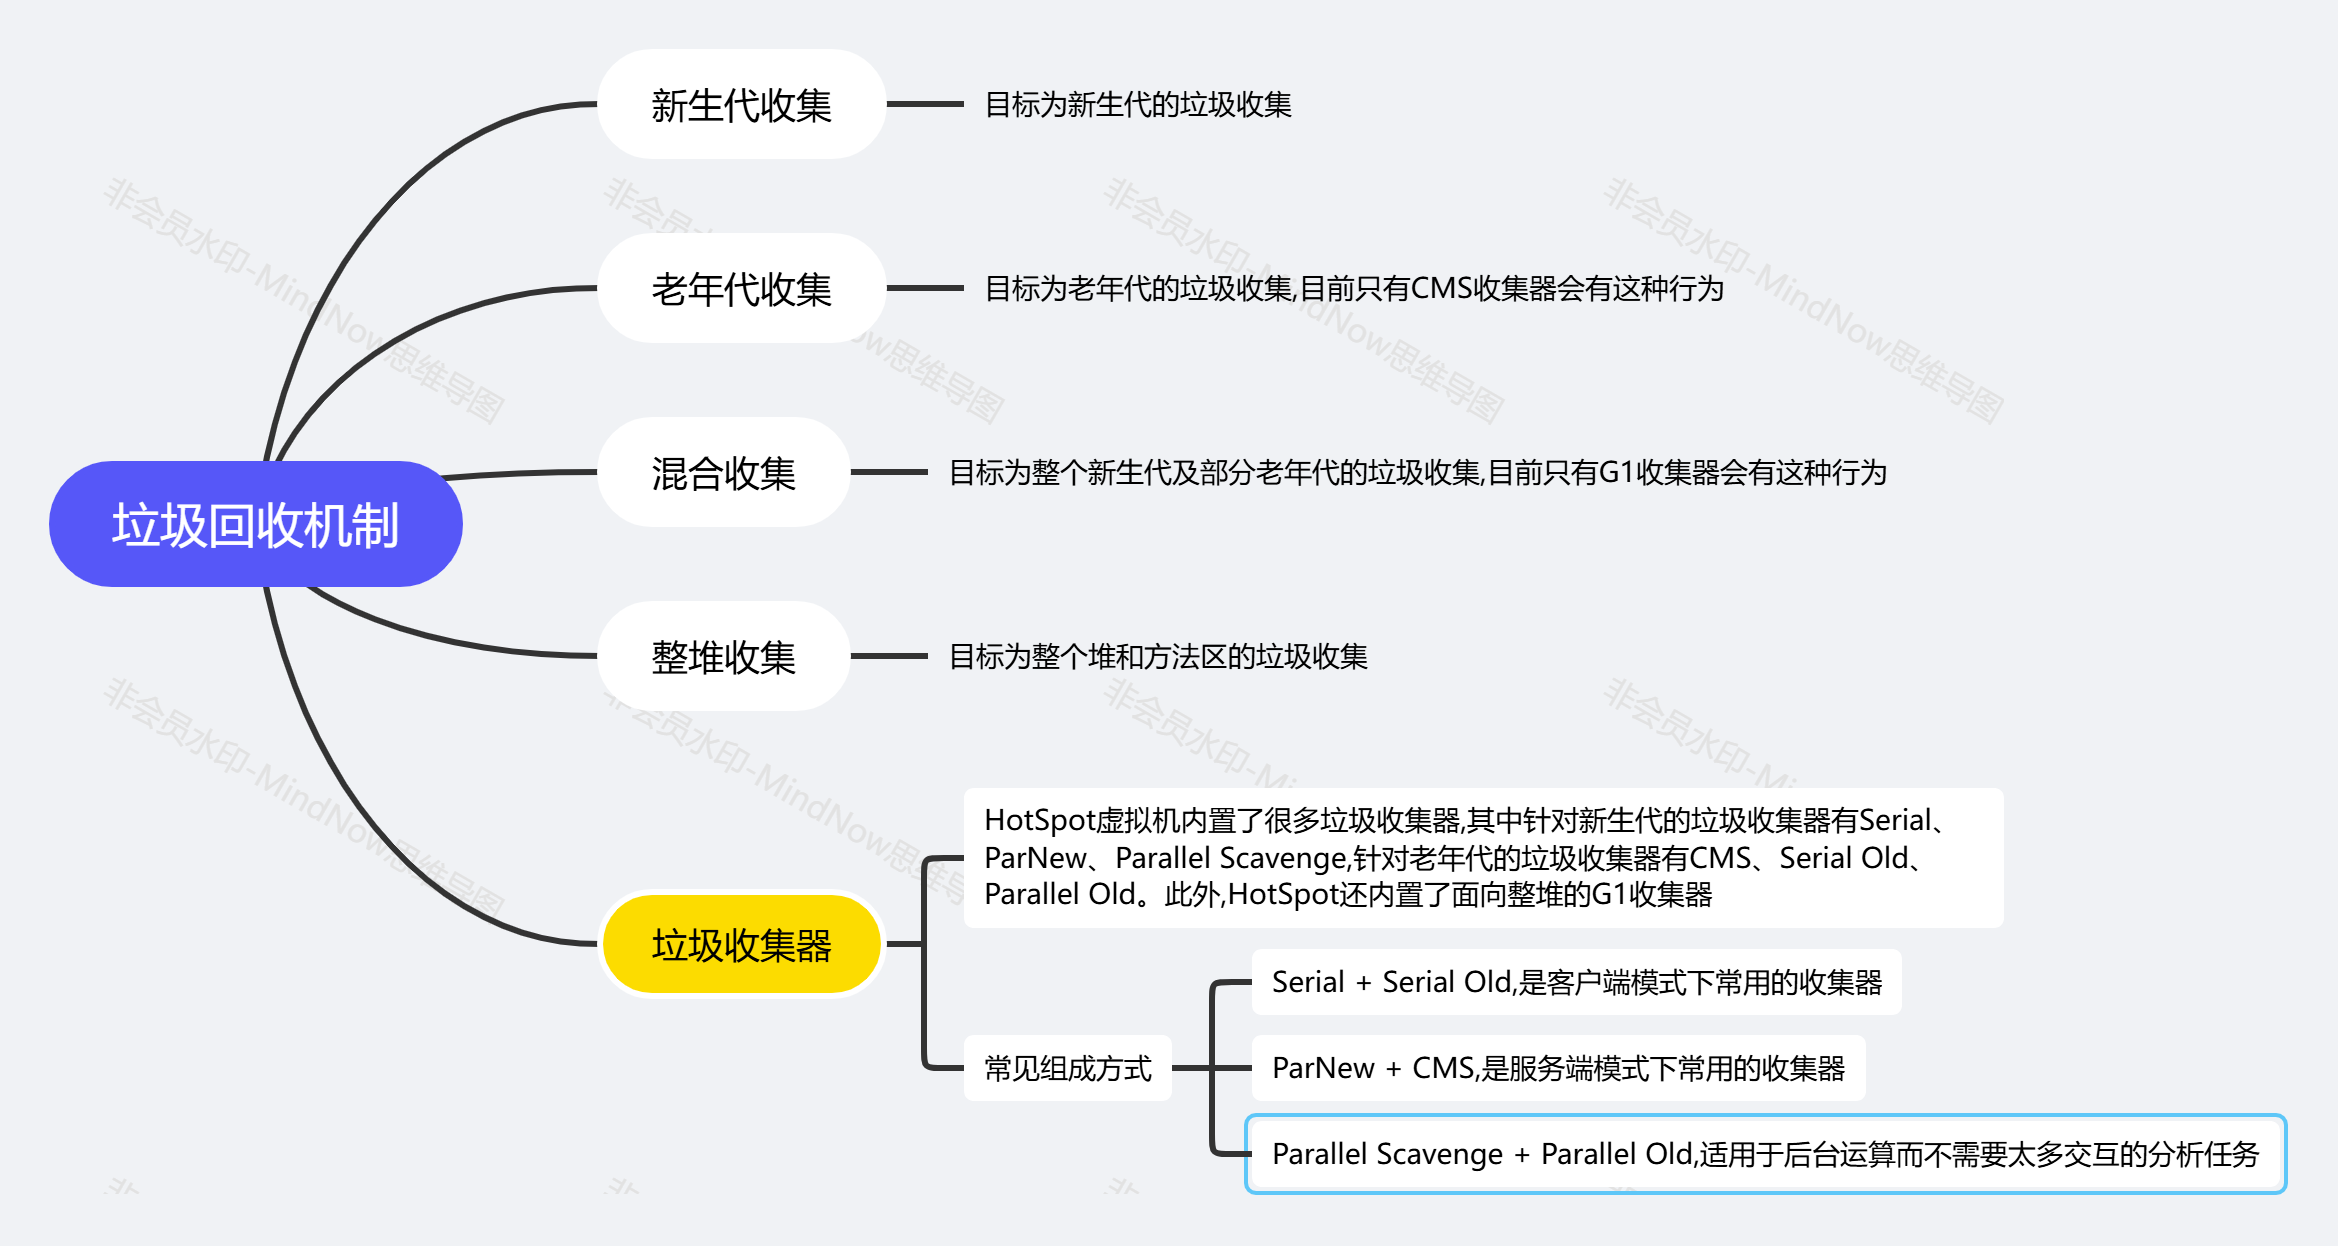 新生代收集
目标为新生代的垃圾收集
老年代收集
目标为老年代的垃圾收集,目前只有CMS收集器会有这种行为
混合收集
目标为整个新生代及部分老年代的垃圾收集,目前只有G1收集器会有这种行为
垃圾回收机制
整堆收集
目标为整个堆和方法区的垃圾收集
垃圾收集器
HotSpot虚拟机内置了很多垃圾收集器,其中针对新生代的垃圾收集器有Serial、
ParNew、Parallel Scavenge,针对老年代的垃圾收集器有CMS、Serial Old、
Parallel Old。此外,HotSpot还内置了面向整堆的G1收集器
常见组成方式
Serial + Serial Old,是客户端模式下常用的收集器
ParNew + CMS,是服务端模式下常用的收集器
Parallel Scavenge + Parallel Old,适用于后台运算而不需要太多交互的分析任务
非会员水印-MindNow思维导图
非会员水印-MindNow思维导图
非会员水印-MindNow思维导图
非会员水印-MindNow思维导图
非会员水印-MindNow思维导图
非会员水印-MindNow思维导
非会员水印-Mi
非会员水印-Mi